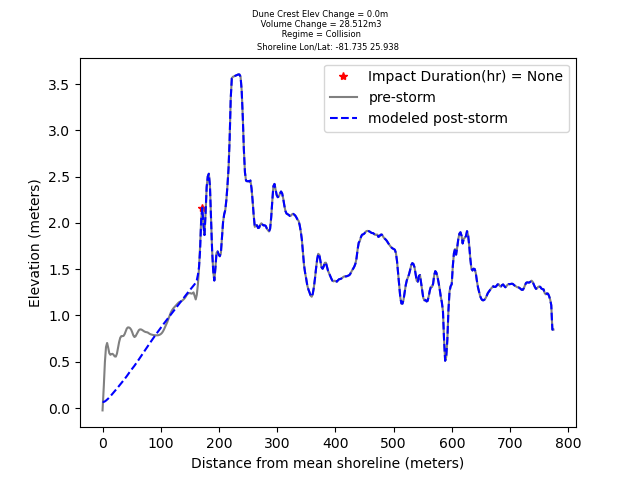 Dune Crest Elev Change = 0.0m
Volume Change = 28.512m3
Regime = Collision
Shoreline Lon/Lat: -81.735 25.938
Impact Duration(hr) = None
pre-storm
modeled post-storm
Elevation (meters)
3.5
3.0
2.5
2.0
1.5
1.0
0.5
0.0
0 100 200 300 400 500 600 700 800
Distance from mean shoreline (meters)